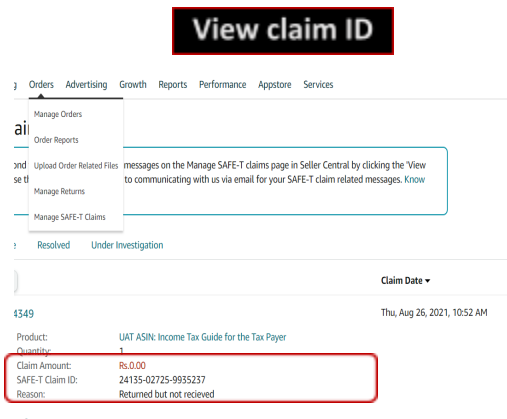 View claim ID
g Orders Advertising Growth Reports Performance Appstore Services
Manage Orders
Order Reports
Upload Order Related Files
Manage Returns
Manage SAFE-T Claims
messages on the Manage SAFE-T claims page in Seller Central by clicking the 'View
to communicating with us via email for your SAFE-T claim related messages. Know
Resolved Under Investigation
Claim Date ▾
4349 Thu, Aug 26, 2021, 10:52 AM
Product: UAT ASIN: Income Tax Guide for the Tax Payer
Quantity: 1
Claim Amount: Rs.0.00
SAFE-T Claim ID: 24135-02725-9935237
Reason: Returned but not recieved